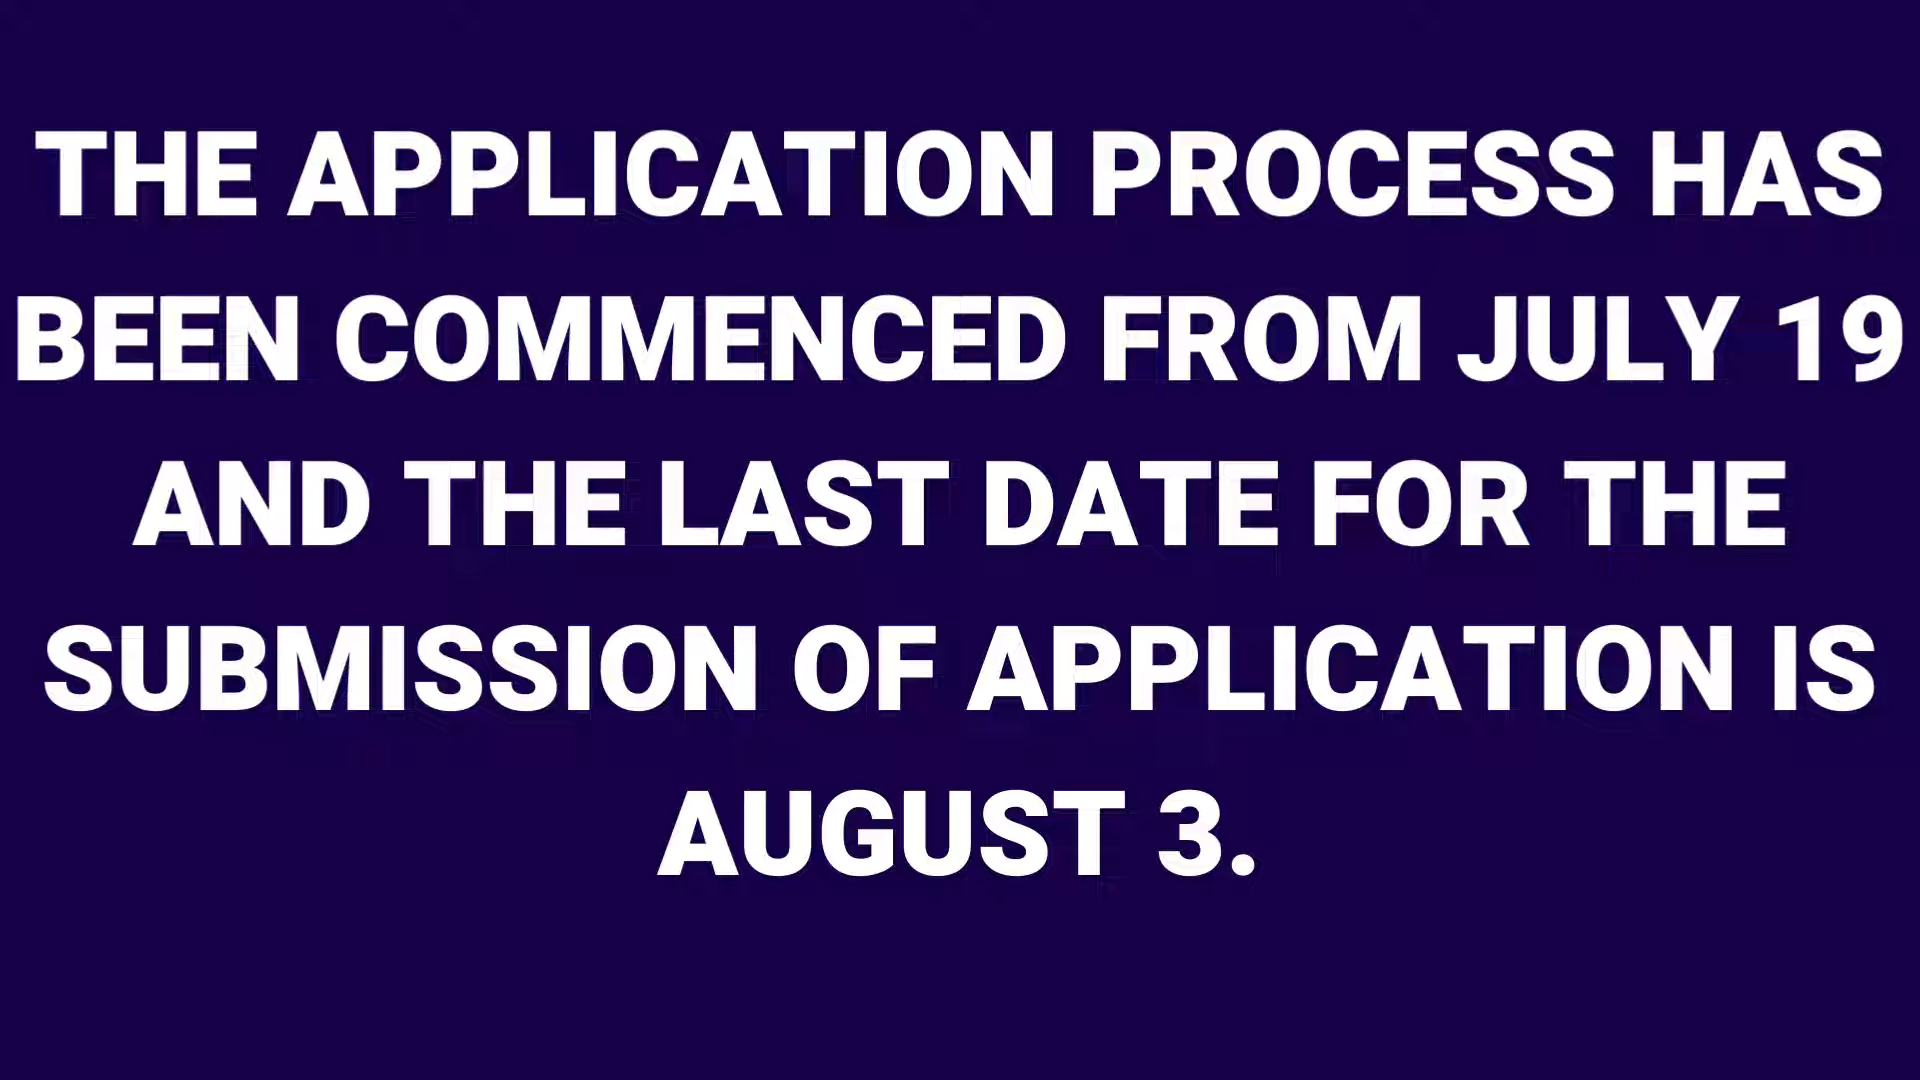 THE APPLICATION PROCESS HAS
BEEN COMMENCED FROM JULY 19
AND THE LAST DATE FOR THE
SUBMISSION OF APPLICATION IS
AUGUST 3.